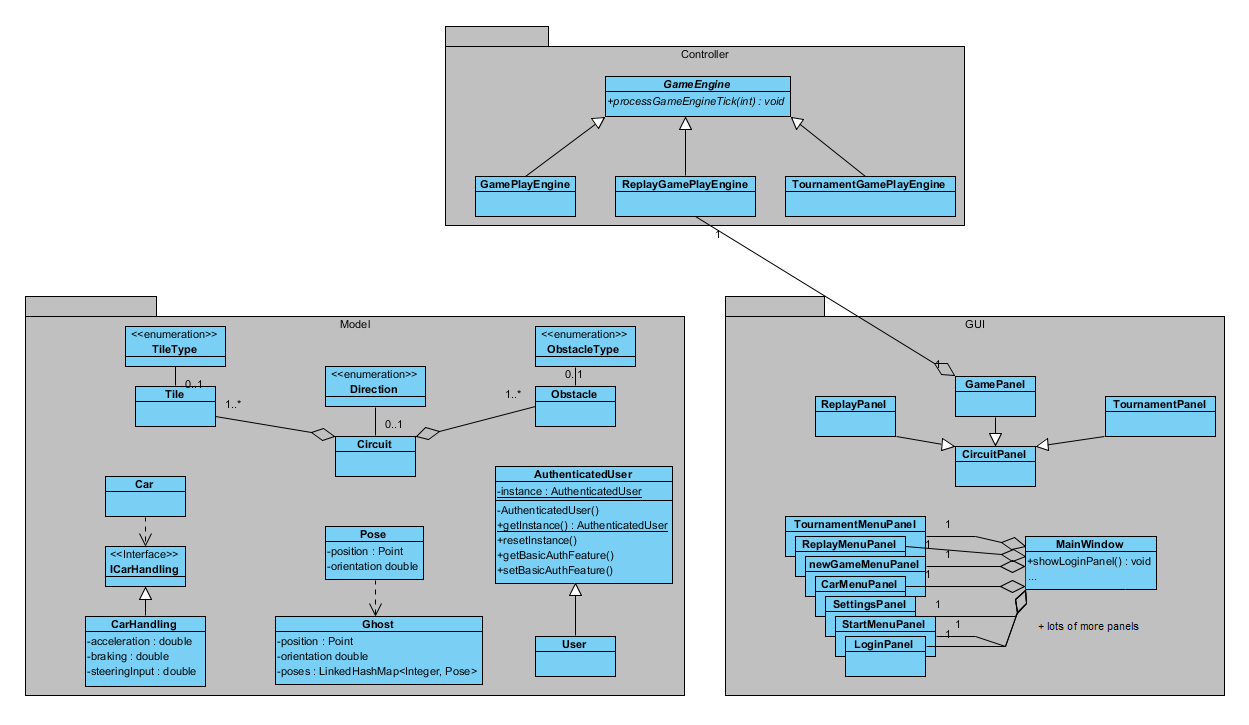 Controller
GameEngine
+processGameEngineTick(int) : void
GamePlayEngine
ReplayGamePlayEngine
TournamentGamePlayEngine
1
Model
<<enumeration>>
TileType
0..1
Tile
1..*
<<enumeration>>
Direction
0..1
Circuit
<<enumeration>>
ObstacleType
0..1
Obstacle
1..*
Car
<<Interface>>
ICarHandling
CarHandling
-acceleration : double
-braking : double
-steeringInput : double
Pose
-position : Point
-orientation double
Ghost
-position : Point
-orientation double
-poses : LinkedHashMap<Integer, Pose>
AuthenticatedUser
-instance : AuthenticatedUser
-AuthenticatedUser()
+getInstance() : AuthenticatedUser
+resetInstance()
+getBasicAuthFeature()
+setBasicAuthFeature()
User
GUI
1
GamePanel
ReplayPanel
TournamentPanel
CircuitPanel
TournamentMenuPanel
1
ReplayMenuPanel
1
newGameMenuPanel
1
CarMenuPanel
1
SettingsPanel
1
StartMenuPanel
1
LoginPanel
1
MainWindow
+showLoginPanel() : void
...
+ lots of more panels